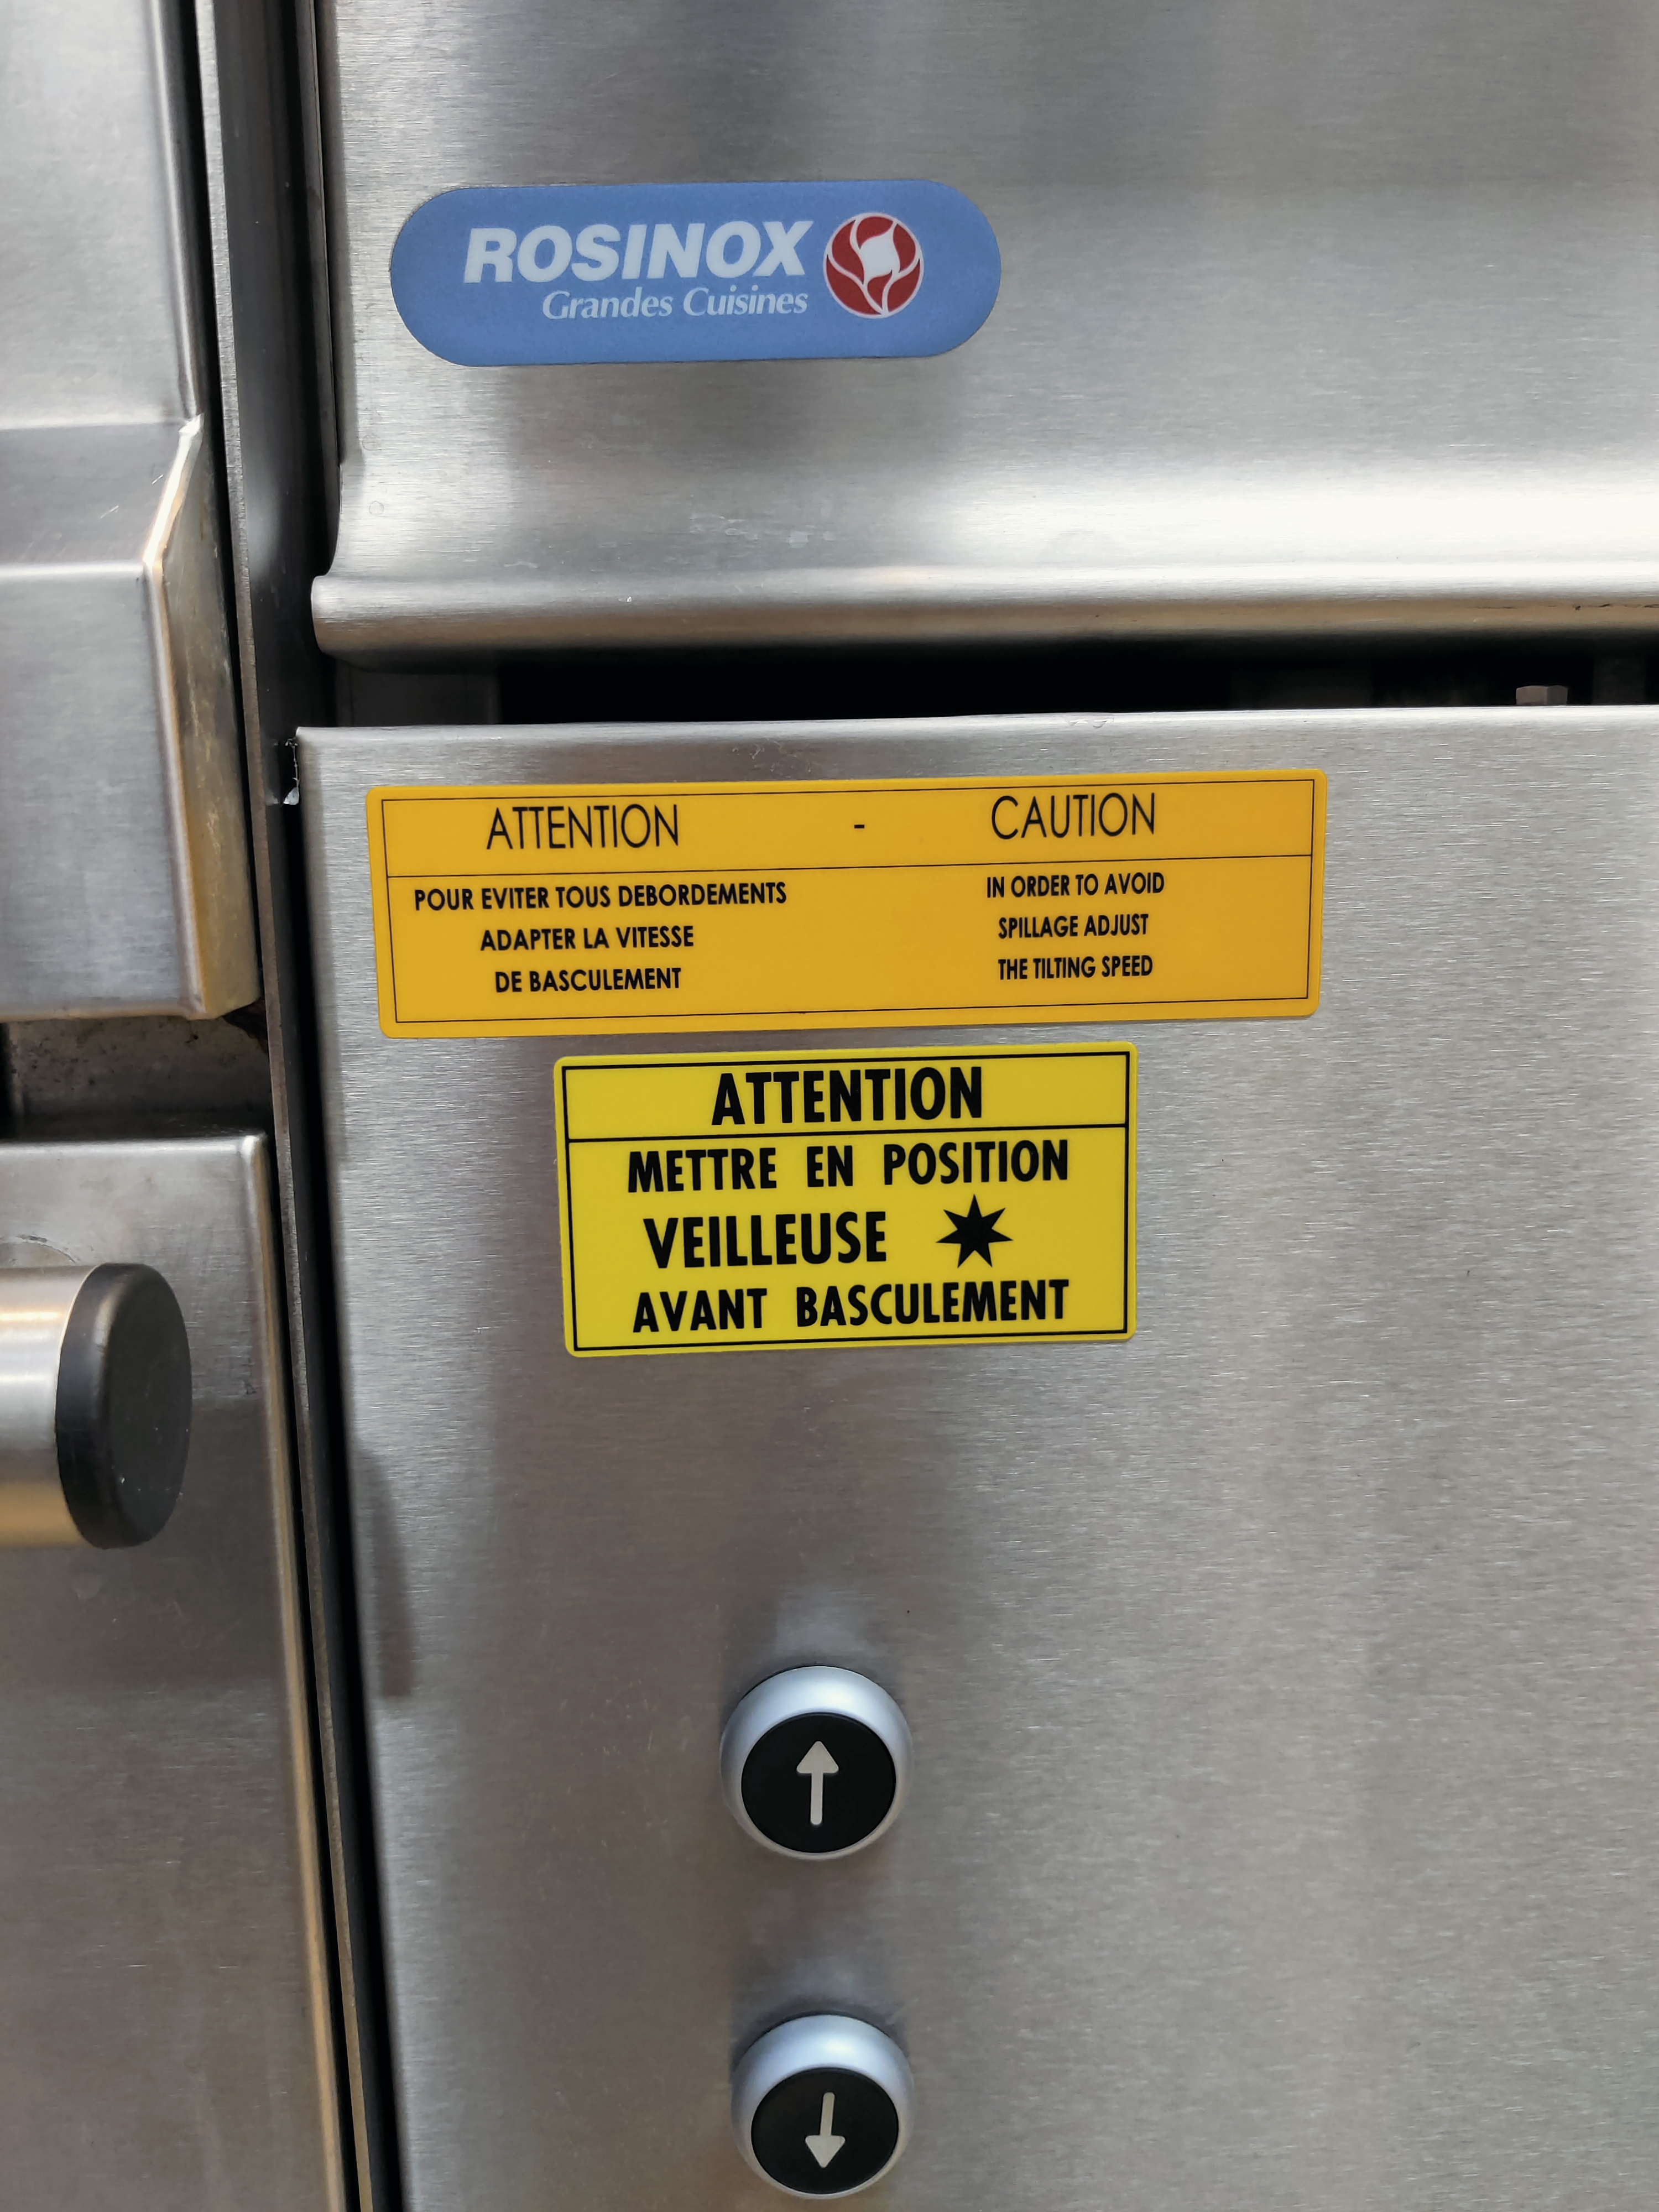 ROSINOX
Grandes Cuisines
ATTENTION - CAUTION
POUR EVITER TOUS DEBORDEMENTS
ADAPTER LA VITESSE
DE BASCULEMENT
IN ORDER TO AVOID
SPILLAGE ADJUST
THE TILTING SPEED
ATTENTION
METTRE EN POSITION
VEILLEUSE
AVANT BASCULEMENT